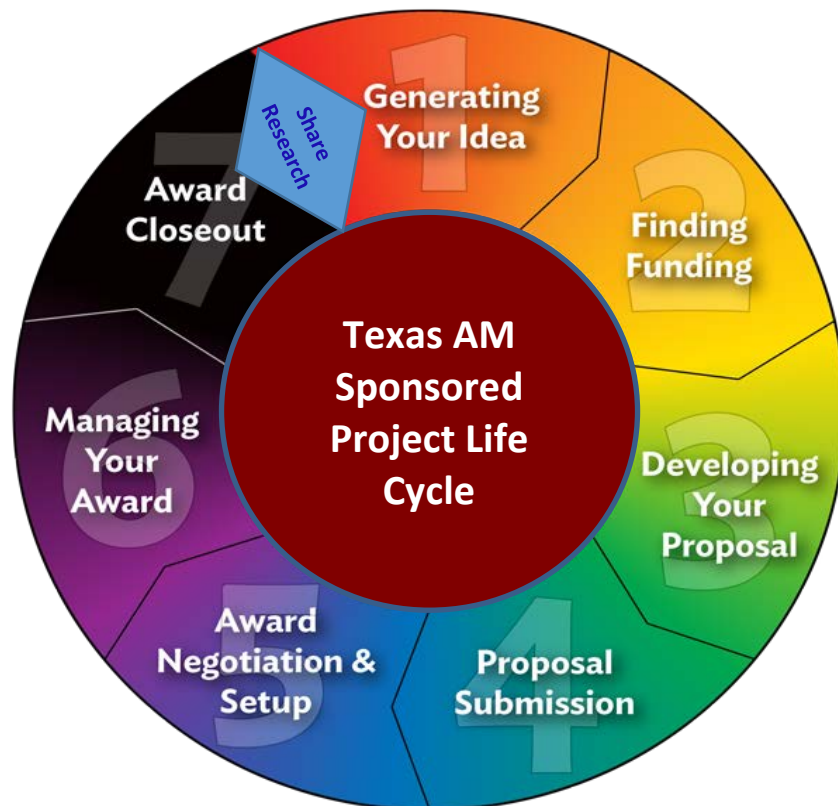 Texas AM
Sponsored
Project Life
Cycle
1
Generating
Your Idea
2
Finding
Funding
3
Developing
Your
Proposal
4
Proposal
Submission
5
Award
Negotiation &
Setup
6
Managing
Your
Award
7
Award
Closeout
Share
Research